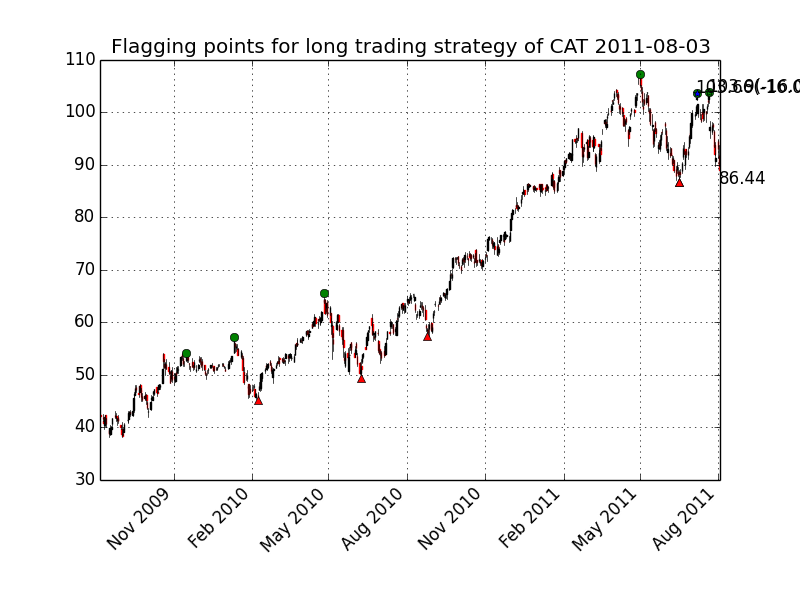 Flagging points for long trading strategy of CAT 2011-08-03
110
100
90
80
70
60
50
40
30
86.44
Nov 2009
Feb 2010
May 2010
Aug 2010
Nov 2010
Feb 2011
May 2011
Aug 2011